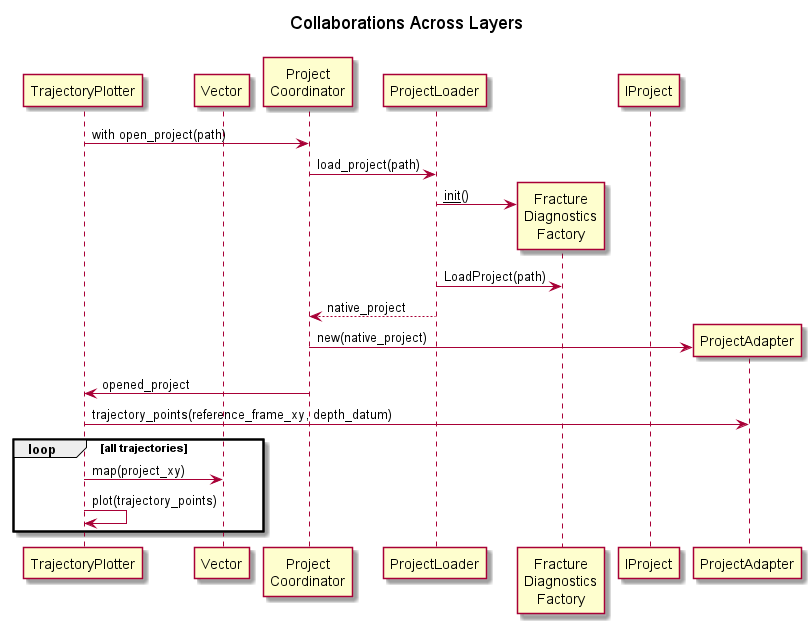 Collaborations Across Layers
TrajectoryPlotter
Vector
Project
Coordinator
ProjectLoader
IProject
with open_project(path)
load_project(path)
init()
Fracture
Diagnostics
Factory
LoadProject(path)
native_project
new(native_project)
ProjectAdapter
opened_project
trajectory_points(reference_frame_xy, depth_datum)
loop
[all trajectories]
map(project_xy)
plot(trajectory_points)
TrajectoryPlotter
Vector
Project
Coordinator
ProjectLoader
Fracture
Diagnostics
Factory
IProject
ProjectAdapter